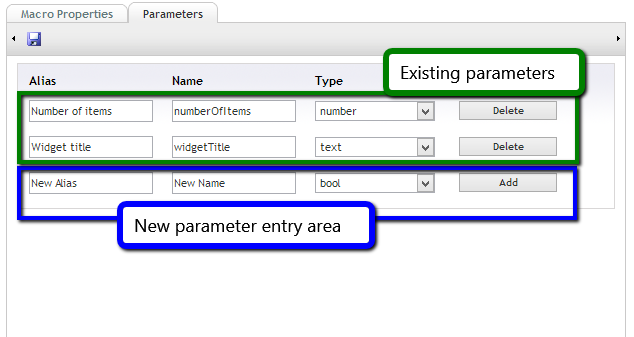 Macro Properties Parameters
Alias Name Type Existing parameters
Number of items numberOfItems number Delete
Widget title widgetTitle text Delete
New Alias New Name bool Add
New parameter entry area